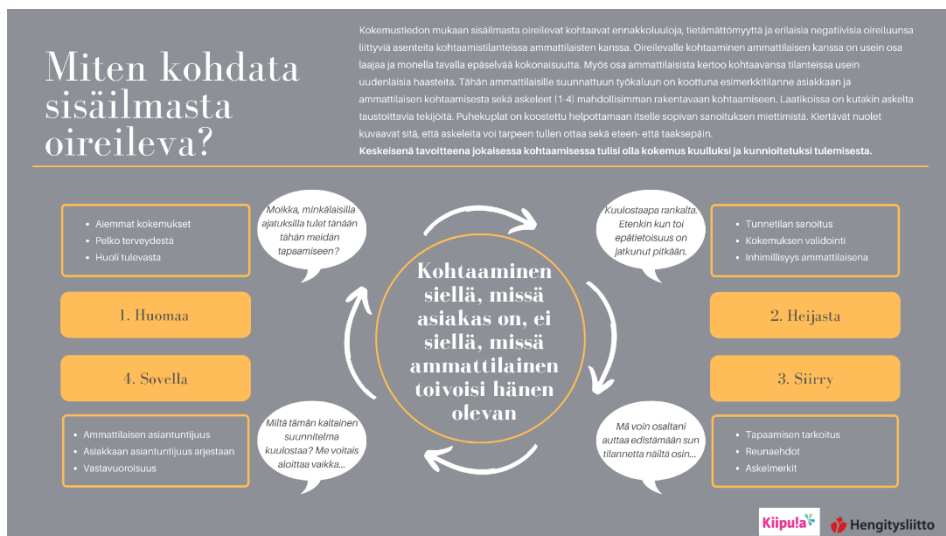 Miten kohdata
sisäilmasta
oireileva?
Kokemustiedon mukaan sisäilmasta oireilevat kohtaavat ennakkoluuloja, tietämättömyyttä ja erilaisia negatiivisia oireiluunsa
liittyviä asenteita kohtaamistilanteissa ammattilaisten kanssa. Oireilevalle kohtaaminen ammattilaisen kanssa on usein osa
laajaa ja monella tavalla epäselvää kokonaisuutta. Myös osa ammattilaisista kertoo kohtaavansa tilanteissa usein
uudenlaisia haasteita. Tähän ammattilaisille suunnattuun työkaluun on koottuna esimerkkitilanne asiakkaan ja
ammattilaisen kohtaamisesta sekä askeleet (1-4) mahdollisimman rakentavaan kohtaamiseen. Laatikoissa on kutakin askelta
taustoittavia tekijöitä. Puhekuplat on koostettu helpottamaan itselle sopivan sanoituksen miettimistä. Kiertävät nuolet
kuvaavat sitä, että askeleita voi tarpeen tullen ottaa sekä eteen- että taaksepäin.
Keskeisenä tavoitteena jokaisessa kohtaamisessa tulisi olla kokemus kuulluksi ja kunnioitetuksi tulemisesta.
• Aiemmat kokemukset
• Pelko terveydestä
• Huoli tulevasta
1. Huomaa
Moikka, minkälaisilla
ajatuksilla tulet tänään
tähän meidän
tapaamiseen?
Kuulostaapa rankalta.
Etenkin kun toi
epätietoisuus on
jatkunut pitkään.
• Tunnetilan sanoitus
• Kokemuksen validointi
• Inhimillisyys ammattilaisena
2. Heijasta
Kohtaaminen
siellä, missä
asiakas on, ei
siellä, missä
ammattilainen
toivoisi hänen
olevan
3. Siirry
• Tapaamisen tarkoitus
• Reunaehdot
• Askelmerkit
Mä voin osaltani
auttaa edistämään sun
tilannetta näiltä osin...
4. Sovella
• Ammattilaisen asiantuntijuus
• Asiakkaan asiantuntijuus arjestaan
• Vastavuoroisuus
Miltä tämän kaltainen
suunnitelma
kuulostaa? Me voitais
aloittaa vaikka...
Kiipula
Hengitysliitto